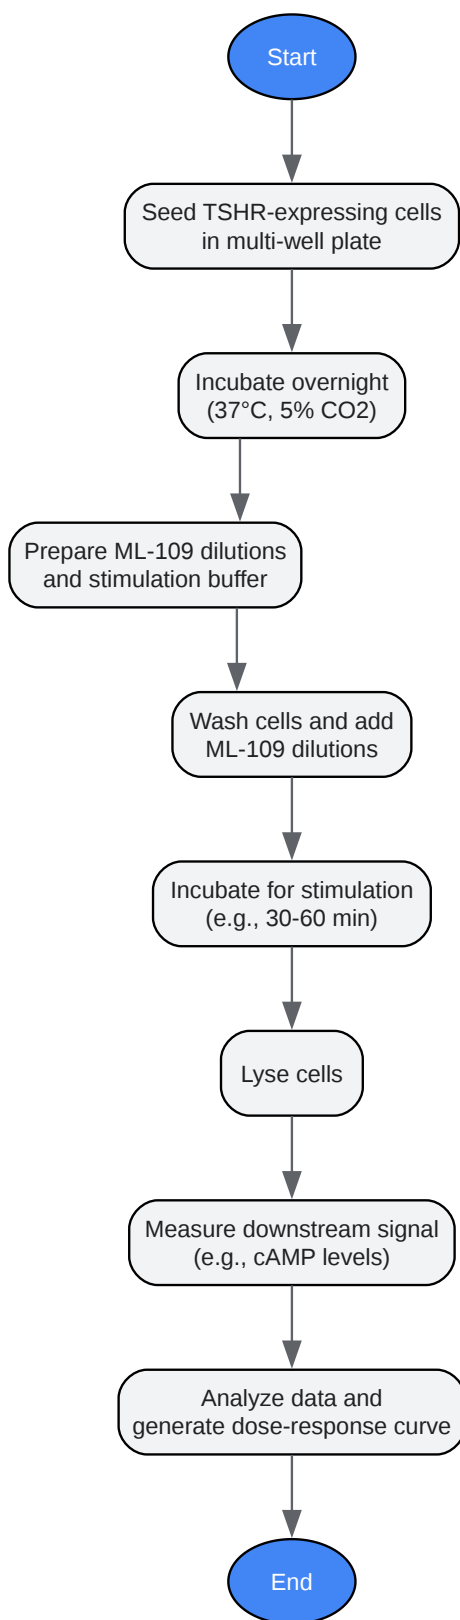 Start
Seed TSHR-expressing cells
in multi-well plate
Incubate overnight
(37°C, 5% CO2)
Prepare ML-109 dilutions
and stimulation buffer
Wash cells and add
ML-109 dilutions
Incubate for stimulation
(e.g., 30-60 min)
Lyse cells
Measure downstream signal
(e.g., cAMP levels)
Analyze data and
generate dose-response curve
End